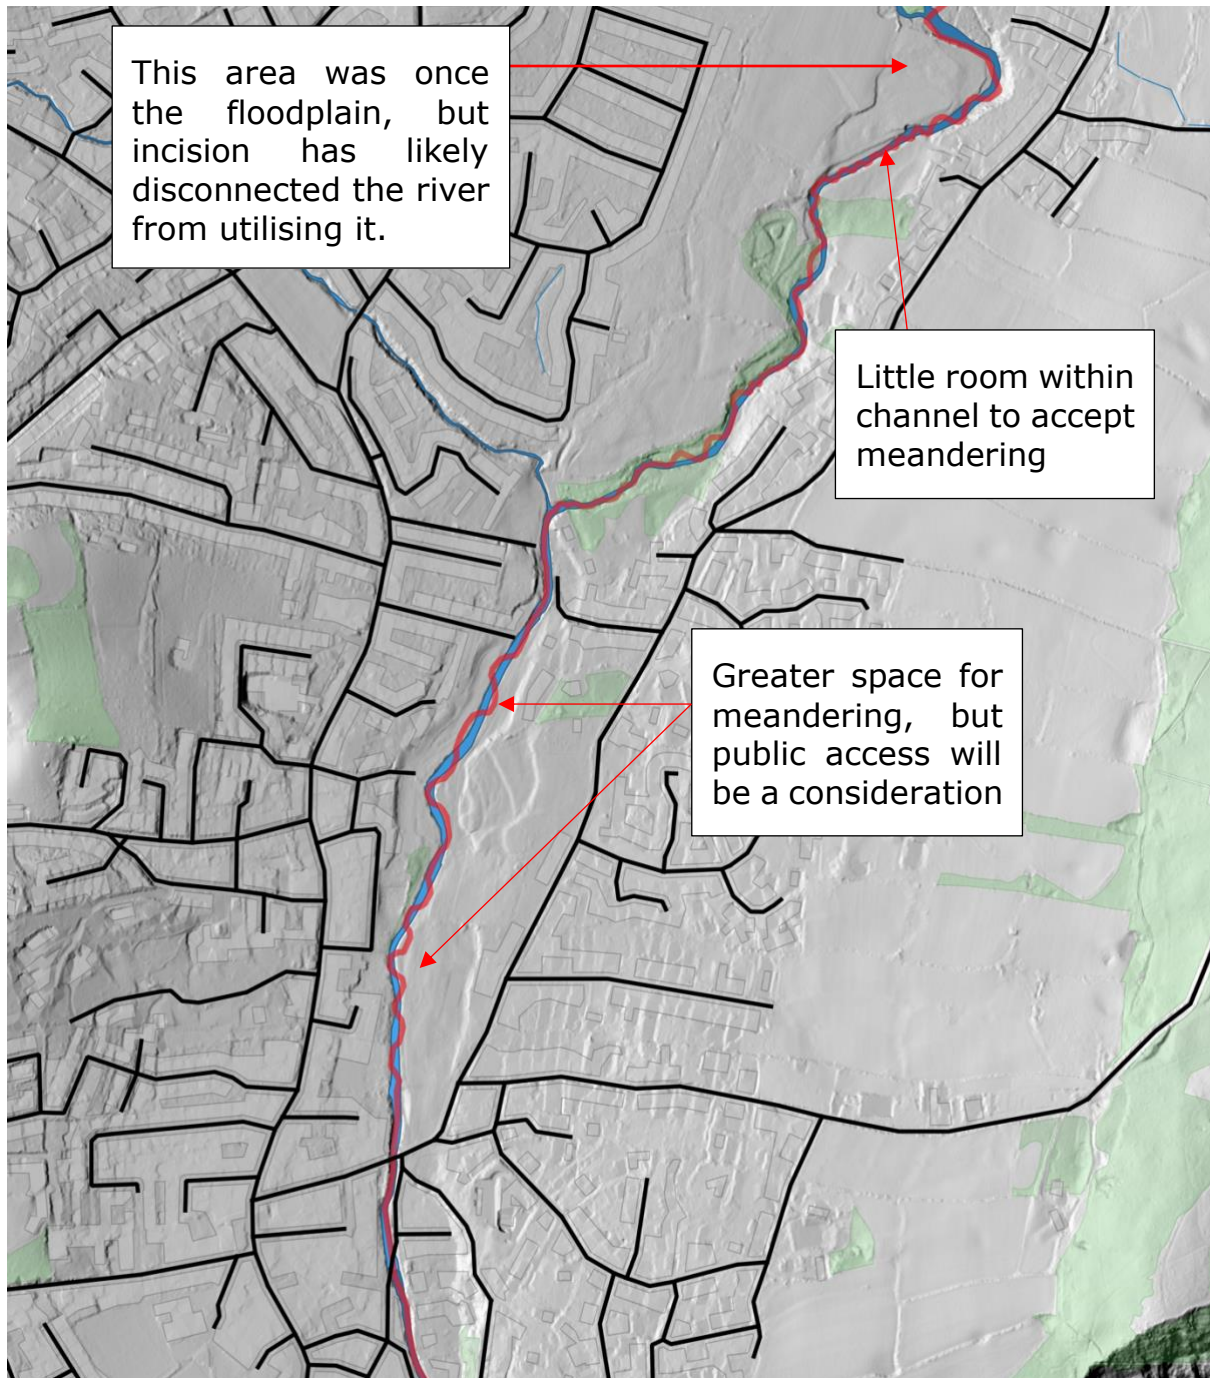 This area was once
the floodplain, but
incision has likely
disconnected the river
from utilising it.
Little room within
channel to accept
meandering
Greater space for
meandering, but
public access will
be a consideration